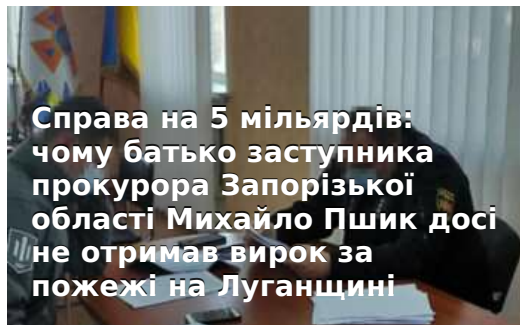 Справа на 5 мільярдів:
чому батько заступника
прокурора Запорізької
області Михайло Пшик досі
не отримав вирок за
пожежі на Луганщині